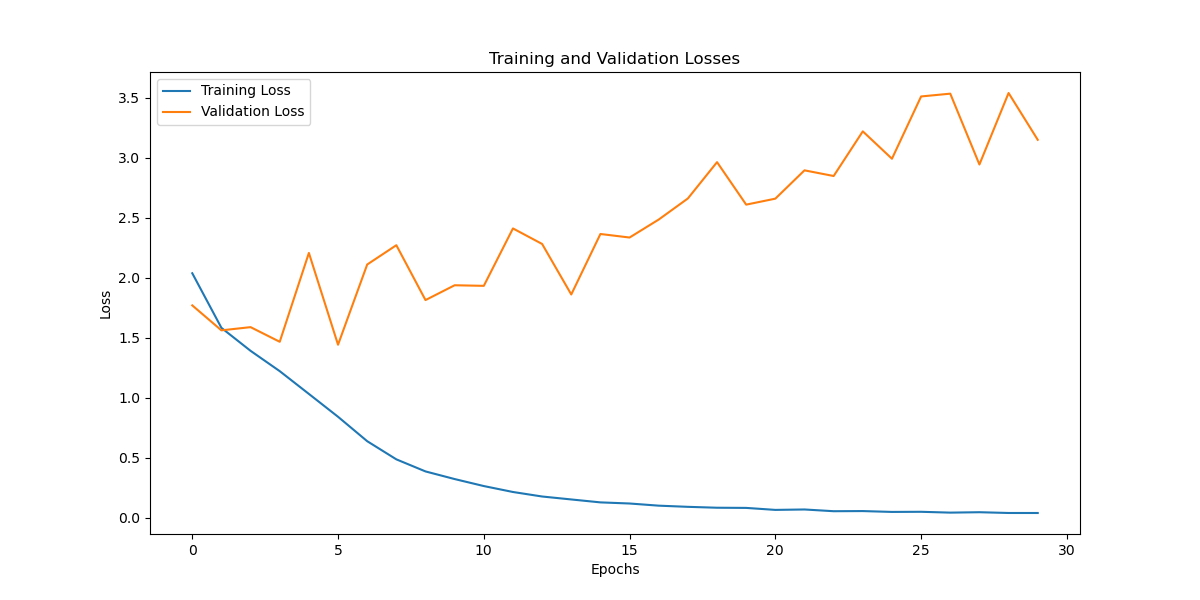 Training and Validation Losses
Training Loss
Validation Loss
3.5
3.0
2.5
2.0
1.5
1.0
0.5
0.0
Loss
0 5 10 15 20 25 30
Epochs